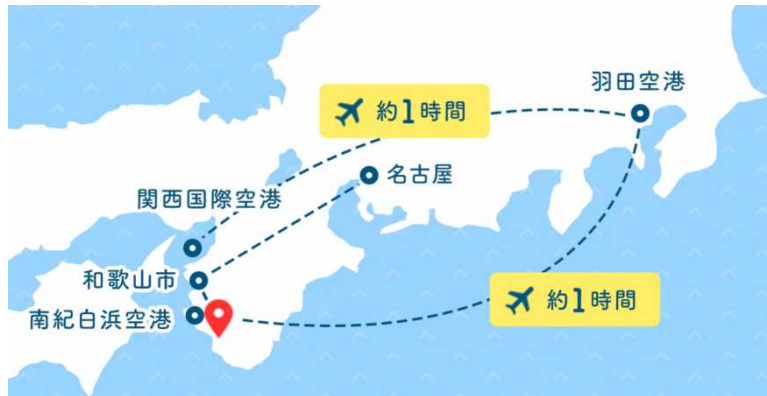 羽田空港
約1時間
名古屋
関西国際空港
和歌山市
南紀白浜空港
約1時間